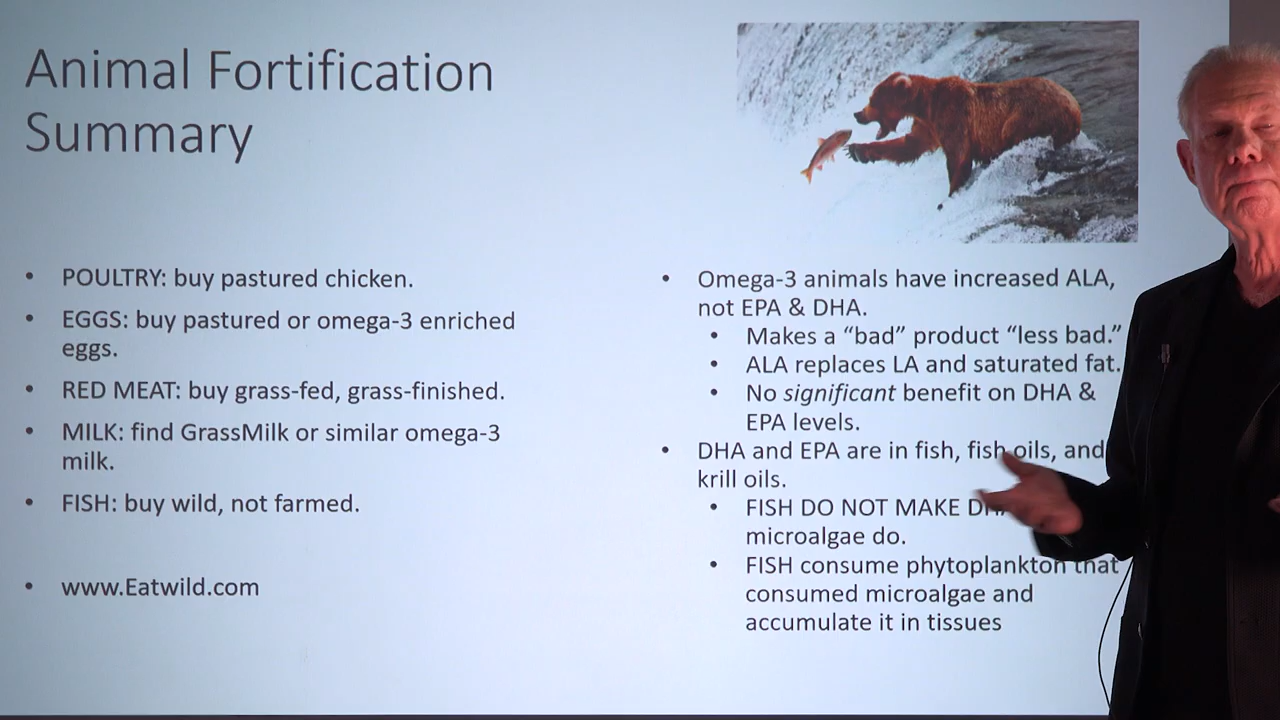 Animal Fortification
Summary
• POULTRY: buy pastured chicken.
• EGGS: buy pastured or omega-3 enriched
eggs.
• RED MEAT: buy grass-fed, grass-finished.
• MILK: find GrassMilk or similar omega-3
milk.
• FISH: buy wild, not farmed.
• www.Eatwild.com
• Omega-3 animals have increased ALA,
not EPA & DHA.
• Makes a “bad” product “less bad.”
• ALA replaces LA and saturated fat.
• No significant benefit on DHA &
EPA levels.
• DHA and EPA are in fish, fish oils, and
krill oils.
• FISH DO NOT MAKE
microalgae do.
• FISH consume phytoplankton that
consumed microalgae and
accumulate it in tissues